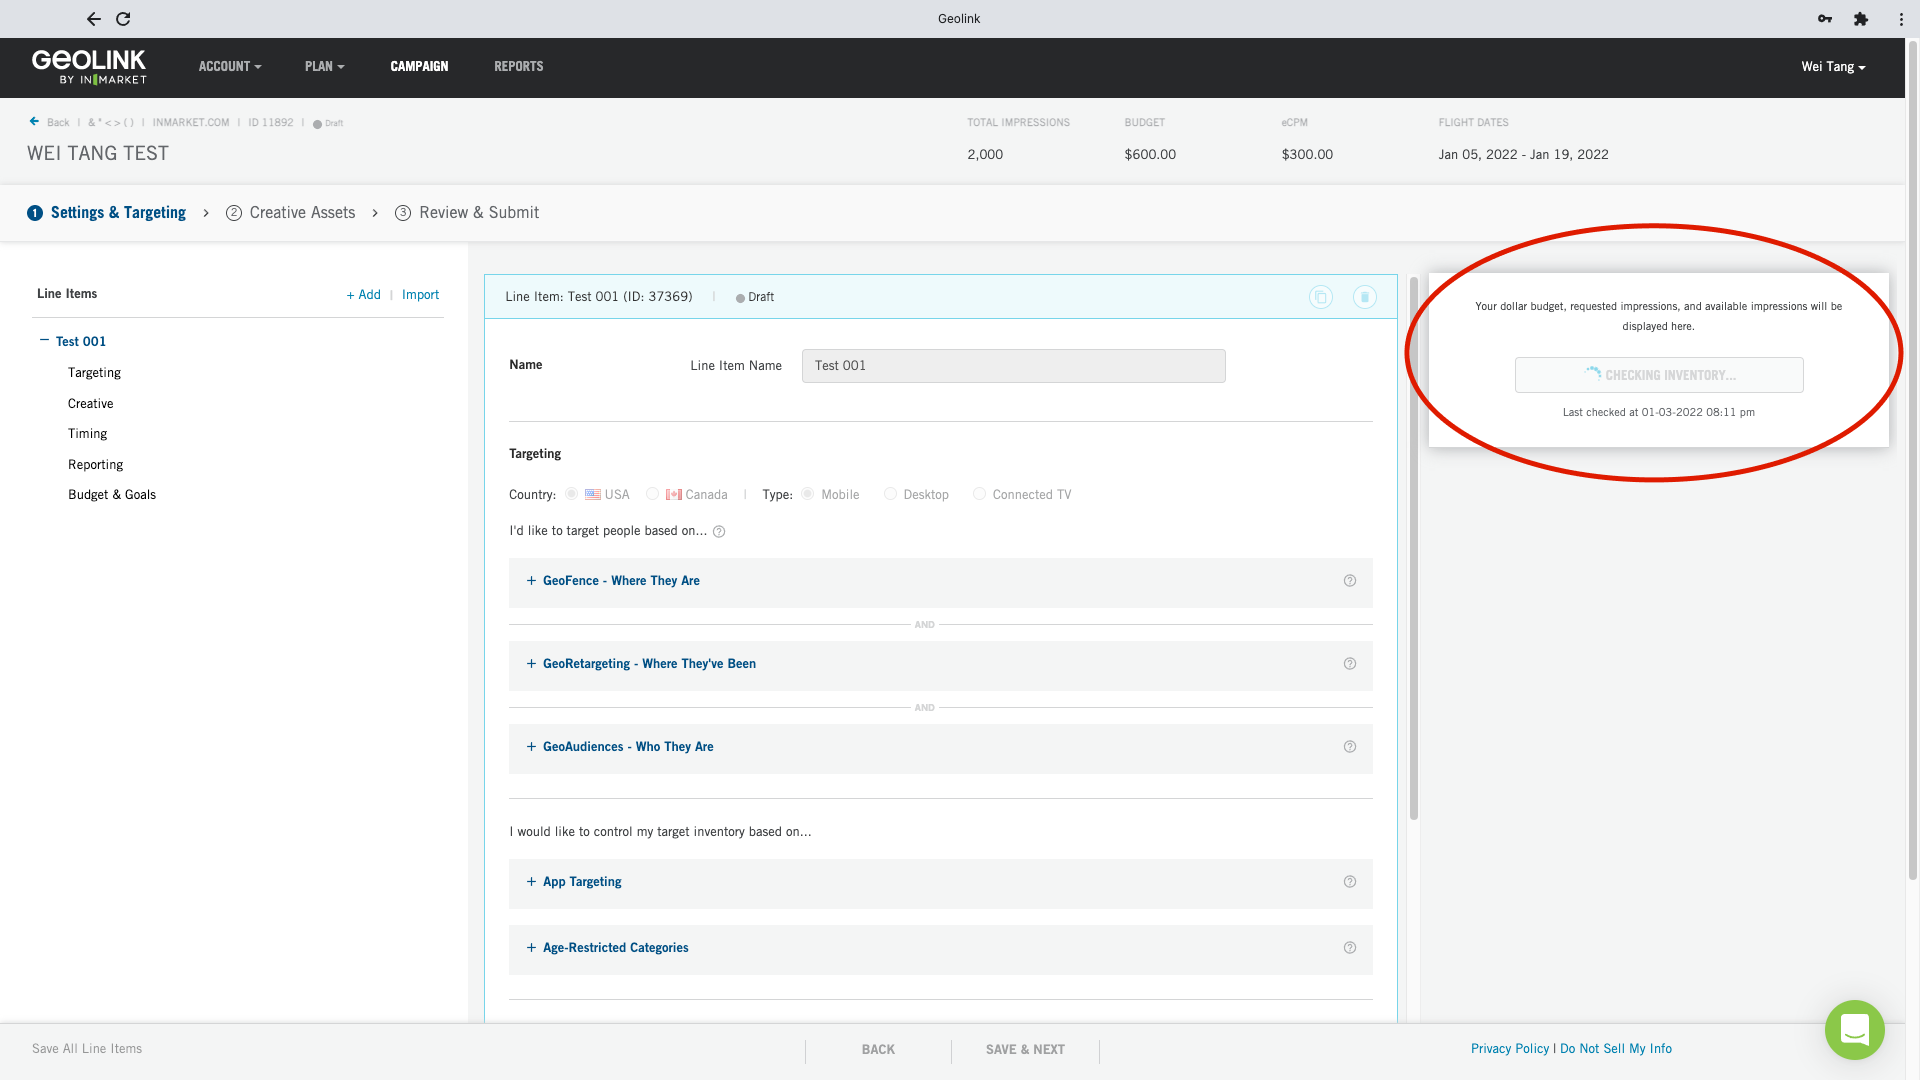 Geolink
GEOLINK
BY INMARKET
ACCOUNT
PLAN
CAMPAIGN
REPORTS
Wei Tang
Back | & * < > ( ) | INMARKET.COM | ID 11892 | Draft
WEI TANG TEST
TOTAL IMPRESSIONS
2,000
BUDGET
$600.00
eCPM
$300.00
FLIGHT DATES
Jan 05, 2022 - Jan 19, 2022
1 Settings & Targeting > 2 Creative Assets > 3 Review & Submit
Line Items
+ Add | Import
Test 001
Targeting
Creative
Timing
Reporting
Budget & Goals
Line Item: Test 001 (ID: 37369) | Draft
Name
Line Item Name
Test 001
Targeting
Country: USA Canada | Type: Mobile Desktop Connected TV
I'd like to target people based on... ?
+ GeoFence - Where They Are ?
AND
+ GeoRetargeting - Where They've Been ?
AND
+ GeoAudiences - Who They Are ?
I would like to control my target inventory based on...
+ App Targeting ?
+ Age-Restricted Categories ?
Your dollar budget, requested impressions, and available impressions will be
displayed here.
CHECKING INVENTORY...
Last checked at 01-03-2022 08:11 pm
Save All Line Items
BACK
SAVE & NEXT
Privacy Policy | Do Not Sell My Info